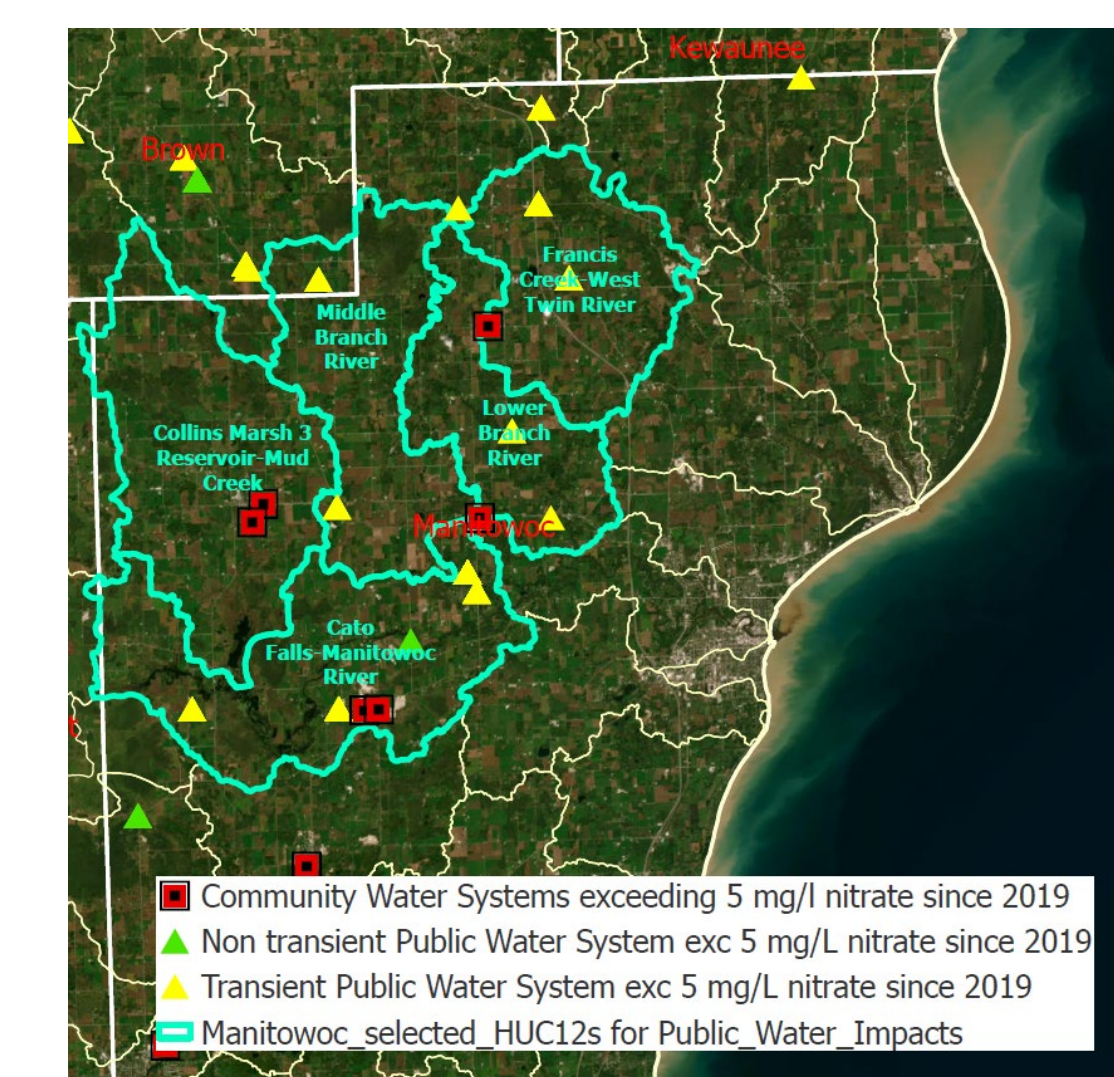 Kewaunee
Brown
Francis
Creek-West
Twin River
Middle
Branch
River
Lower
Branch
River
Collins Marsh 3
Reservoir-Mud
Creek
Manitowoc
Cato
Falls-Manitowoc
River
t
Community Water Systems exceeding 5 mg/l nitrate since 2019
Non transient Public Water System exc 5 mg/L nitrate since 2019
Transient Public Water System exc 5 mg/L nitrate since 2019
Manitowoc_selected_HUC12s for Public_Water_Impacts